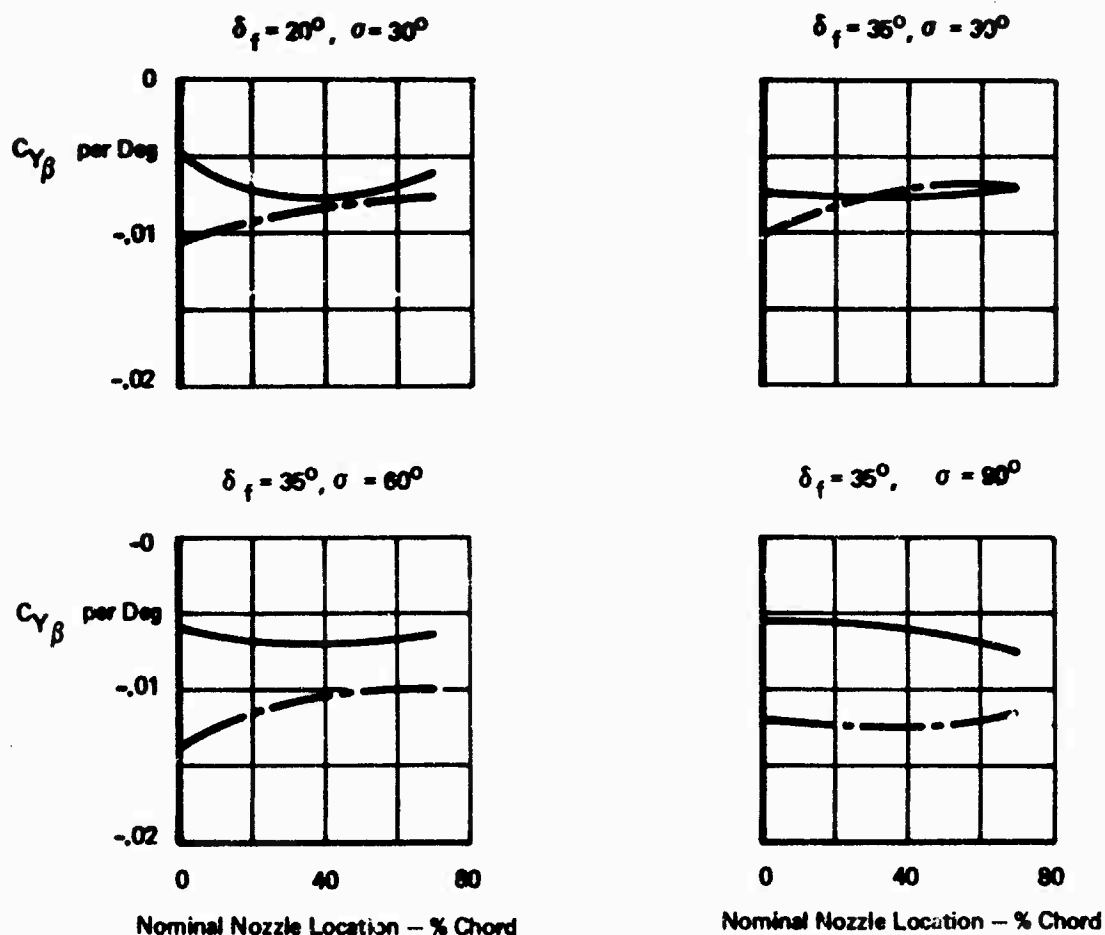 δf = 20°, σ = 30°
δf = 35°, σ = 30°
0
CYβ per Deg
-.01
-.02
δf = 35°, σ = 60°
δf = 35°, σ = 90°
-0
CYβ per Deg
-.01
-.02
0 40 80
0 40 80
Nominal Nozzle Location — % Chord
Nominal Nozzle Location — % Chord